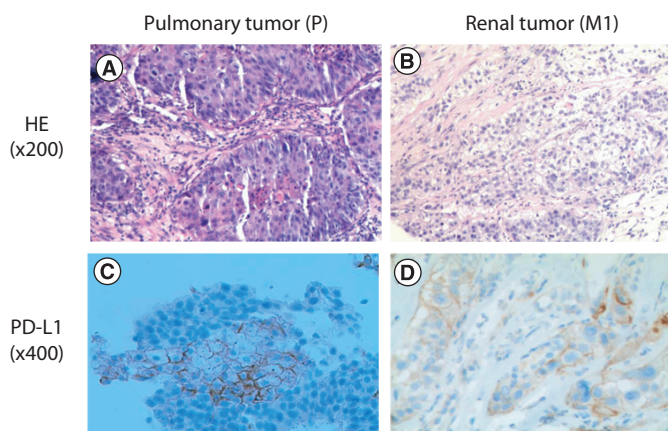 Pulmonary tumor (P)
Renal tumor (M1)
A
B
HE
(x200)
C
D
PD-L1
(x400)